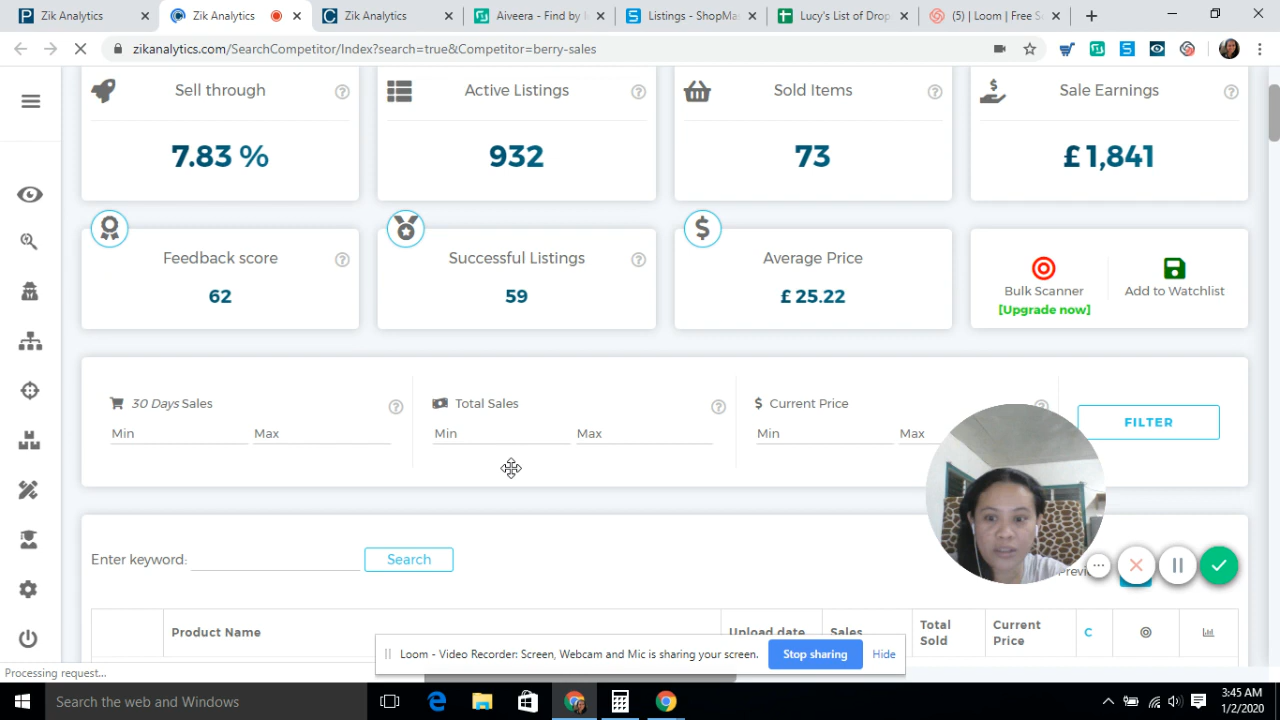 Zik Analytics
Zik Analytics
Zik Analytics
Aiveera - Find by I
Listings - ShopMa
Lucy's List of Drop
(5) | Loom | Free S
zikanalytics.com/SearchCompetitor/Index?search=true&Competitor=berry-sales
Sell through
Active Listings
Sold Items
Sale Earnings
7.83 %
932
73
£ 1,841
Feedback score
Successful Listings
Average Price
62
59
£ 25.22
Bulk Scanner
[Upgrade now]
Add to Watchlist
30 Days Sales
Total Sales
Current Price
Min
Max
Min
Max
Min
Max
FILTER
Enter keyword:
Search
Previ
Product Name
Upload date
Sales
Total Sold
Current Price
C
Loom - Video Recorder: Screen, Webcam and Mic is sharing your screen.
Stop sharing
Hide
Processing request...
Search the web and Windows
3:45 AM
1/2/2020